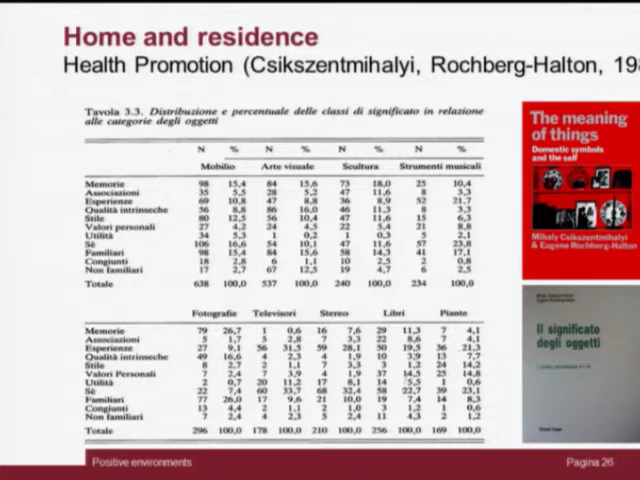 Home and residence
Health Promotion (Csikszentmihalyi, Rochberg-Halton, 198
Tavola 3.3. Distribuzione e percentuale delle classi di significato in relazione
alle categorie degli oggetti
N % N % N % N %
Mobilio Arte visuale Scultura Strumenti musicali
Memorie 98 15,4 84 15,6 73 18,0 25 10,4
Associazioni 35 5,5 28 5,2 47 11,6 8 3,3
Esperienze 69 10,8 47 8,8 36 8,9 52 21,7
Qualità intrinseche 56 8,8 86 16,0 46 11,3 8 3,3
Stile 80 12,5 56 10,4 47 11,6 15 6,3
Valori personali 27 4,2 24 4,5 22 5,4 21 8,8
Utilità 34 5,3 1 0,2 1 0,3 5 2,1
Sé 106 16,6 54 10,1 47 11,6 57 23,8
Familiari 98 15,4 84 15,6 58 14,3 41 17,1
Congiunti 18 2,8 6 1,1 10 2,5 2 0,8
Non familiari 17 2,7 67 12,5 19 4,7 6 2,5
Totale 638 100,0 537 100,0 240 100,0 234 100,0
Fotografie Televisori Stereo Libri Piante
Memorie 79 26,7 1 0,6 16 7,6 29 11,3 7 4,1
Associazioni 5 1,7 5 2,8 7 3,3 22 8,6 7 4,1
Esperienze 27 9,1 56 31,5 59 28,1 50 19,5 36 21,3
Qualità intrinseche 49 16,6 4 2,3 4 1,9 10 3,9 13 7,7
Stile 8 2,7 2 1,1 7 3,3 3 1,2 24 14,2
Valori Personali 7 2,4 7 3,9 4 1,9 37 14,5 25 14,8
Utilità 2 0,7 20 11,2 17 8,1 14 5,5 1 0,6
Sé 22 7,4 60 33,7 68 32,4 58 22,7 39 23,1
Familiari 77 26,0 17 9,6 21 10,0 19 7,4 14 8,3
Congiunti 13 4,4 2 1,1 2 1,0 3 1,2 1 0,6
Non familiari 7 2,4 4 2,3 5 2,4 11 4,3 2 1,2
Totale 296 100,0 178 100,0 210 100,0 256 100,0 169 100,0
The meaning
of things
Domestic symbols
and the self
Mihaly Csikszentmihalyi
& Eugene Rochberg-Halton
Il significato
degli oggetti
Positive environments
Pagina 26